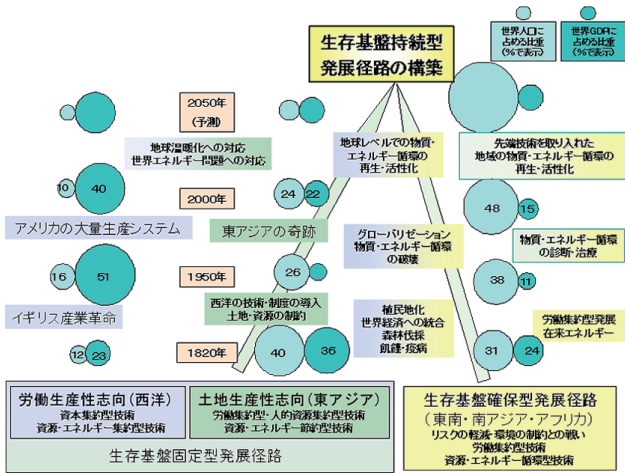 生存基盤持続型
発展径路の構築
世界人口に
占める比重
(%で表示)
世界GDPに
占める比重
(%で表示)
2050年
(予測)
地球温暖化への対応
世界エネルギー問題への対応
地球レベルでの物質・
エネルギー循環の
再生・活性化
先端技術を取り入れた
地域の物質・エネルギー循環の
再生・活性化
10
40
2000年
24
22
48
15
アメリカの大量生産システム
東アジアの奇跡
グローバリゼーション
物質・エネルギー循環
の破壊
物質・エネルギー循環
の診断・治療
16
51
1950年
26
38
11
イギリス産業革命
西洋の技術・制度の導入
土地・資源の制約
植民地化
世界経済への統合
森林伐採
飢饉・疫病
労働集約型発展
在来エネルギー
12
23
1820年
40
36
31
24
労働生産性志向(西洋)
資本集約型技術
資源・エネルギー集約型技術
土地生産性志向(東アジア)
労働集約型・人的資源集約型技術
資源・エネルギー節約型技術
生存基盤固定型発展径路
生存基盤確保型発展径路
(東南・南アジア・アフリカ)
リスクの軽減・環境の制約との戦い
労働集約型技術
資源・エネルギー循環型技術